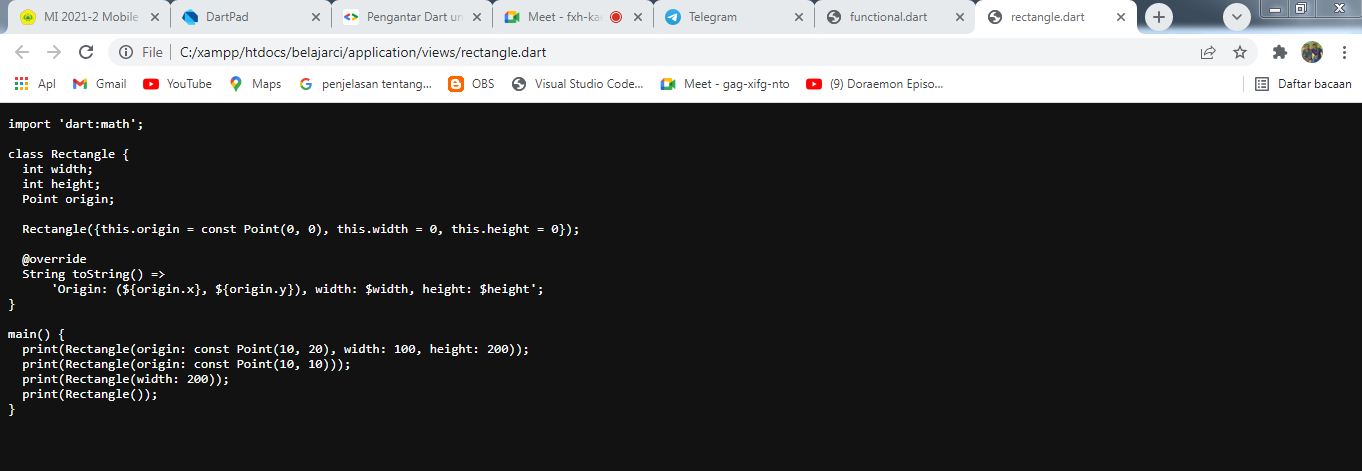 MI 2021-2 Mobile
DartPad
Pengantar Dart un
Meet - fxh-ka
Telegram
functional.dart
rectangle.dart
File
C:/xampp/htdocs/belajarci/application/views/rectangle.dart
Apl
Gmail
YouTube
Maps
penjelasan tentang...
OBS
Visual Studio Code...
Meet - gag-xifg-nto
(9) Doraemon Episo...
Daftar bacaan
import 'dart:math';
class Rectangle {
  int width;
  int height;
  Point origin;
  Rectangle({this.origin = const Point(0, 0), this.width = 0, this.height = 0});
  @override
  String toString() =>
      'Origin: (${origin.x}, ${origin.y}), width: $width, height: $height';
}
main() {
  print(Rectangle(origin: const Point(10, 20), width: 100, height: 200));
  print(Rectangle(origin: const Point(10, 10)));
  print(Rectangle(width: 200));
  print(Rectangle());
}